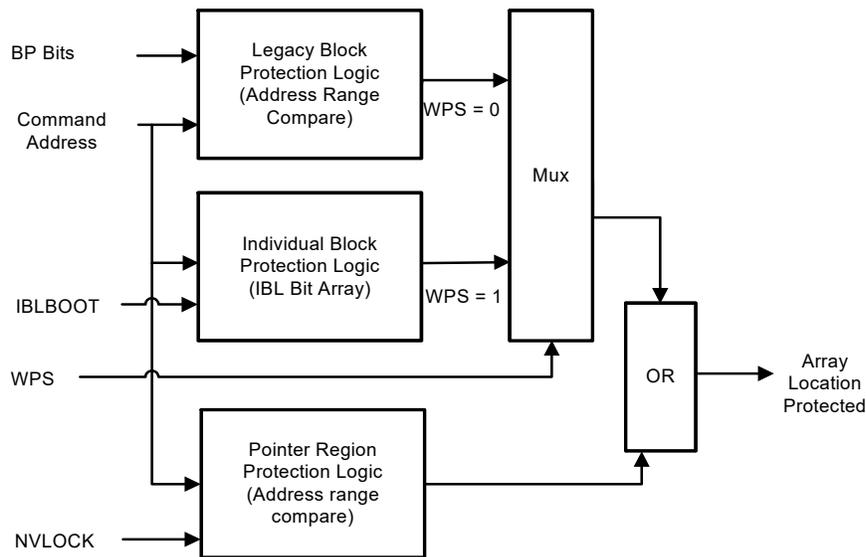 BP Bits
Command
Address
Legacy Block
Protection Logic
(Address Range
Compare)
WPS = 0
Mux
Individual Block
Protection Logic
(IBL Bit Array)
WPS = 1
IBLBOOT
WPS
OR
Array
Location
Protected
Pointer Region
Protection Logic
(Address range
compare)
NVLOCK